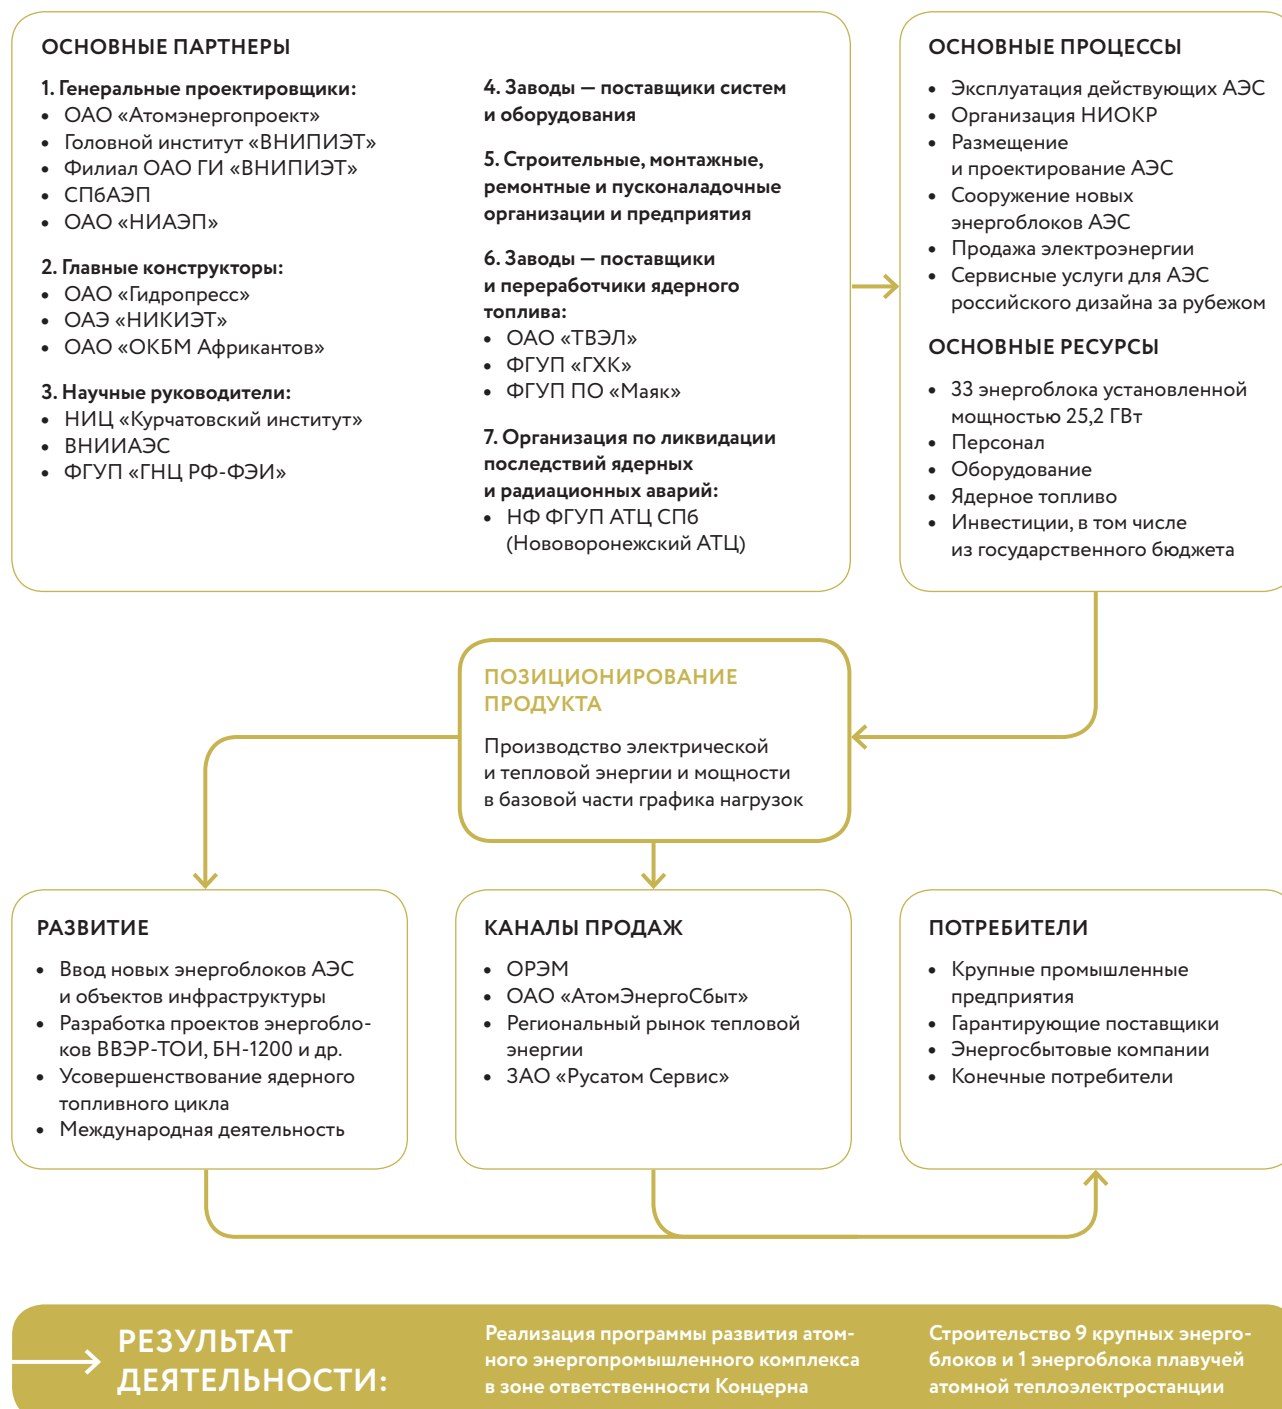 ОСНОВНЫЕ ПАРТНЕРЫ
1. Генеральные проектировщики:
• ОАО «Атомэнергопроект»
• Головной институт «ВНИПИЭТ»
• Филиал ОАО ГИ «ВНИПИЭТ»
• СПбАЭП
• ОАО «НИАЭП»
2. Главные конструкторы:
• ОАО «Гидропресс»
• ОАЭ «НИКИЭТ»
• ОАО «ОКБМ Африкантов»
3. Научные руководители:
• НИЦ «Курчатовский институт»
• ВНИИАЭС
• ФГУП «ГНЦ РФ-ФЭИ»
4. Заводы — поставщики систем
и оборудования
5. Строительные, монтажные,
ремонтные и пусконаладочные
организации и предприятия
6. Заводы — поставщики
и переработчики ядерного
топлива:
• ОАО «ТВЭЛ»
• ФГУП «ГХК»
• ФГУП ПО «Маяк»
7. Организация по ликвидации
последствий ядерных
и радиационных аварий:
• НФ ФГУП АТЦ СПб
(Нововоронежский АТЦ)
ОСНОВНЫЕ ПРОЦЕССЫ
• Эксплуатация действующих АЭС
• Организация НИОКР
• Размещение
и проектирование АЭС
• Сооружение новых
энергоблоков АЭС
• Продажа электроэнергии
• Сервисные услуги для АЭС
российского дизайна за рубежом
ОСНОВНЫЕ РЕСУРСЫ
• 33 энергоблока установленной
мощностью 25,2 ГВт
• Персонал
• Оборудование
• Ядерное топливо
• Инвестиции, в том числе
из государственного бюджета
ПОЗИЦИОНИРОВАНИЕ
ПРОДУКТА
Производство электрической
и тепловой энергии и мощности
в базовой части графика нагрузок
РАЗВИТИЕ
• Ввод новых энергоблоков АЭС
и объектов инфраструктуры
• Разработка проектов энергобло-
ков ВВЭР-ТОИ, БН-1200 и др.
• Усовершенствование ядерного
топливного цикла
• Международная деятельность
КАНАЛЫ ПРОДАЖ
• ОРЭМ
• ОАО «АтомЭнергоСбыт»
• Региональный рынок тепловой
энергии
• ЗАО «Русатом Сервис»
ПОТРЕБИТЕЛИ
• Крупные промышленные
предприятия
• Гарантирующие поставщики
• Энергосбытовые компании
• Конечные потребители
РЕЗУЛЬТАТ
ДЕЯТЕЛЬНОСТИ:
Реализация программы развития атом-
ного энергопромышленного комплекса
в зоне ответственности Концерна
Строительство 9 крупных энерго-
блоков и 1 энергоблока плавучей
атомной теплоэлектростанции